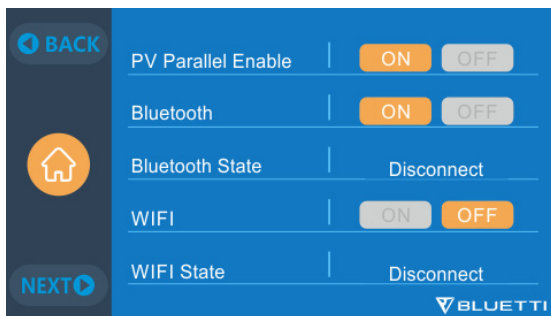 BACK
PV Parallel Enable ON OFF
Bluetooth ON OFF
Bluetooth State Disconnect
WIFI ON OFF
WIFI State Disconnect
NEXT
BLUETTI